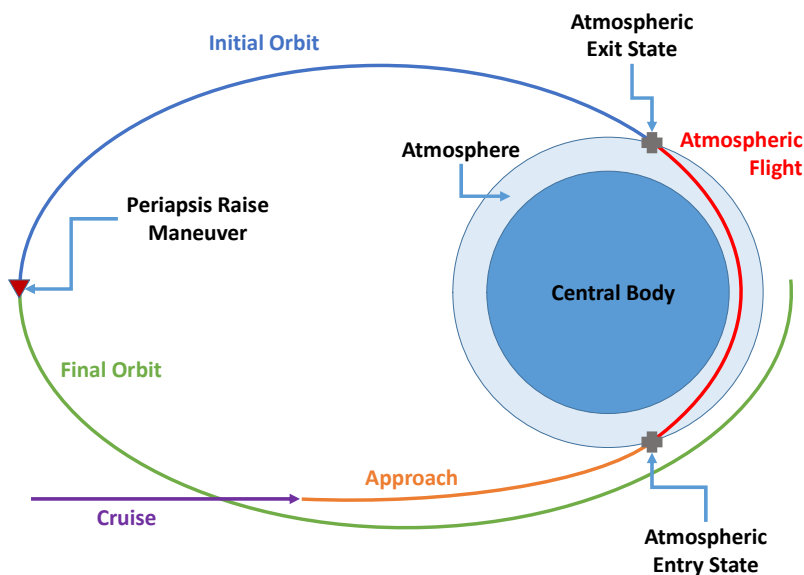 Initial Orbit
Atmospheric
Exit State
Atmosphere
Atmospheric
Flight
Periapsis Raise
Maneuver
Central Body
Final Orbit
Approach
Cruise
Atmospheric
Entry State